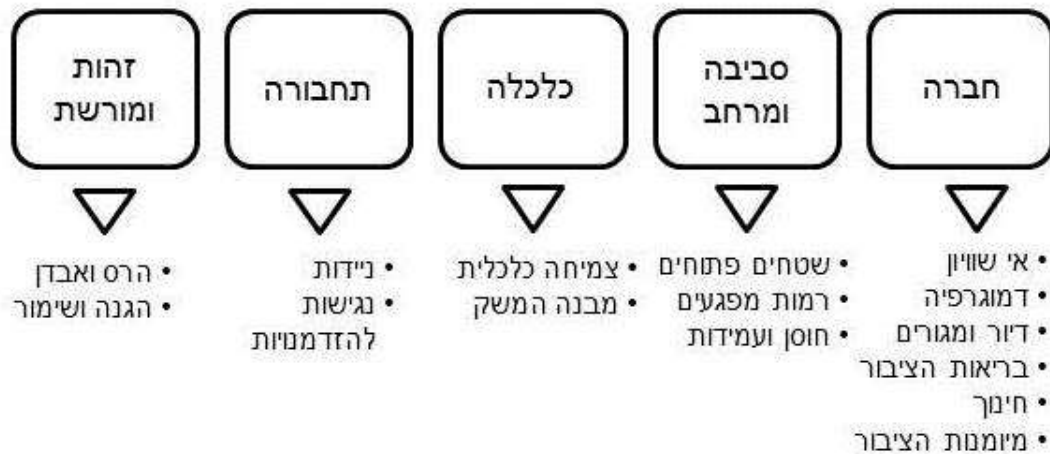 חברה
סביבה
ומרחב
כלכלה
תחבורה
זהות
ומורשת
• אי שוויון
• דמוגרפיה
• דיור ומגורים
• בריאות הציבור
• חינוך
• מיומנות הציבור
• שטחים פתוחים
• רמות מפגעים
• חוסן ועמידות
• צמיחה כלכלית
• מבנה המשק
• ניידות
• נגישות
להזדמנויות
• הרס ואבדן
• הגנה ושימור